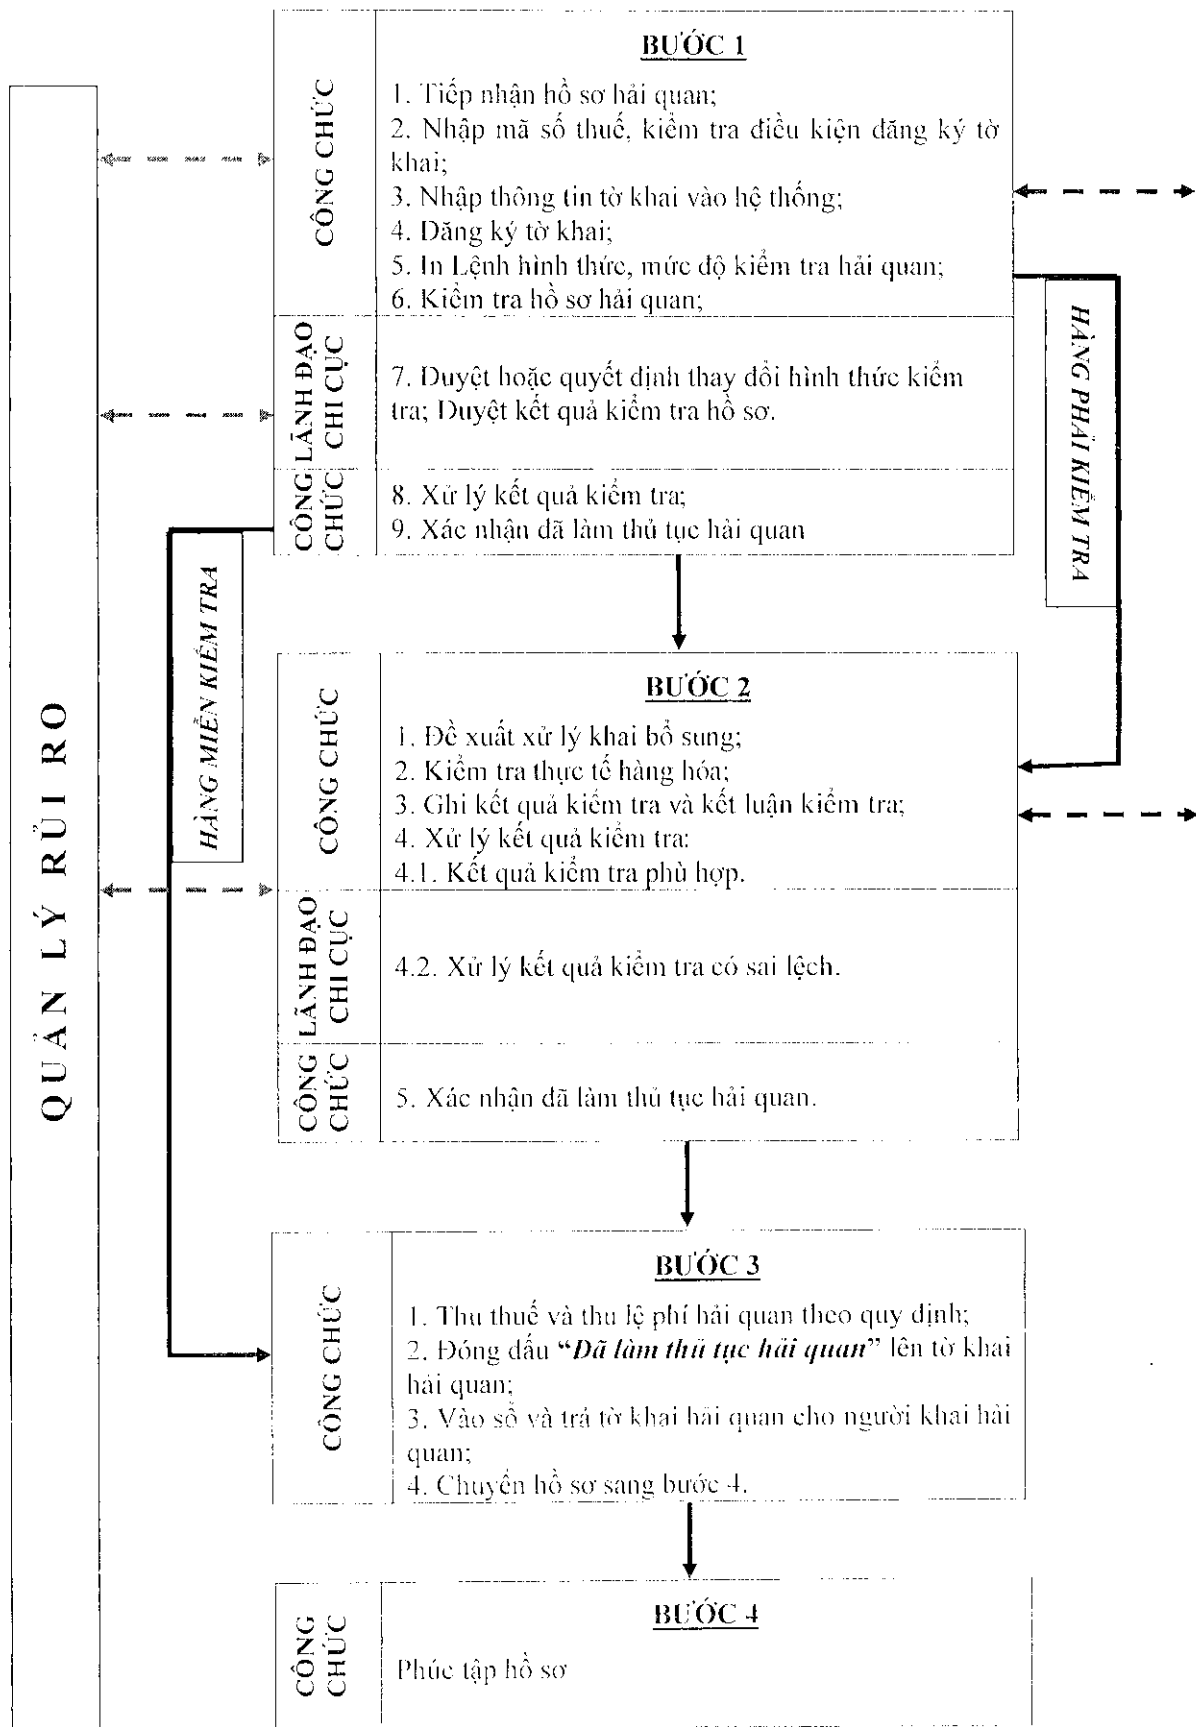 QUẢN LÝ RỦI RO
BƯỚC 1
CÔNG CHỨC
1. Tiếp nhận hồ sơ hải quan;
2. Nhập mã số thuế, kiểm tra điều kiện đăng ký tờ
khai;
3. Nhập thông tin tờ khai vào hệ thống;
4. Đăng ký tờ khai;
5. In Lệnh hình thức, mức độ kiểm tra hải quan;
6. Kiểm tra hồ sơ hải quan;
LÃNH ĐẠO
CHI CỤC
7. Duyệt hoặc quyết định thay đổi hình thức kiểm
tra; Duyệt kết quả kiểm tra hồ sơ.
CÔNG
CHỨC
8. Xử lý kết quả kiểm tra;
9. Xác nhận đã làm thủ tục hải quan
HÀNG PHẢI KIỂM TRA
HÀNG MIỄN KIỂM TRA
BƯỚC 2
CÔNG CHỨC
1. Đề xuất xử lý khai bổ sung;
2. Kiểm tra thực tế hàng hóa;
3. Ghi kết quả kiểm tra và kết luận kiểm tra;
4. Xử lý kết quả kiểm tra:
4.1. Kết quả kiểm tra phù hợp.
LÃNH ĐẠO
CHI CỤC
4.2. Xử lý kết quả kiểm tra có sai lệch.
CÔNG
CHỨC
5. Xác nhận đã làm thủ tục hải quan.
BƯỚC 3
CÔNG CHỨC
1. Thu thuế và thu lệ phí hải quan theo quy định;
2. Đóng dấu “Đã làm thủ tục hải quan” lên tờ khai
hải quan;
3. Vào sổ và trả tờ khai hải quan cho người khai hải
quan;
4. Chuyển hồ sơ sang bước 4.
BƯỚC 4
CÔNG
CHỨC
Phúc tập hồ sơ